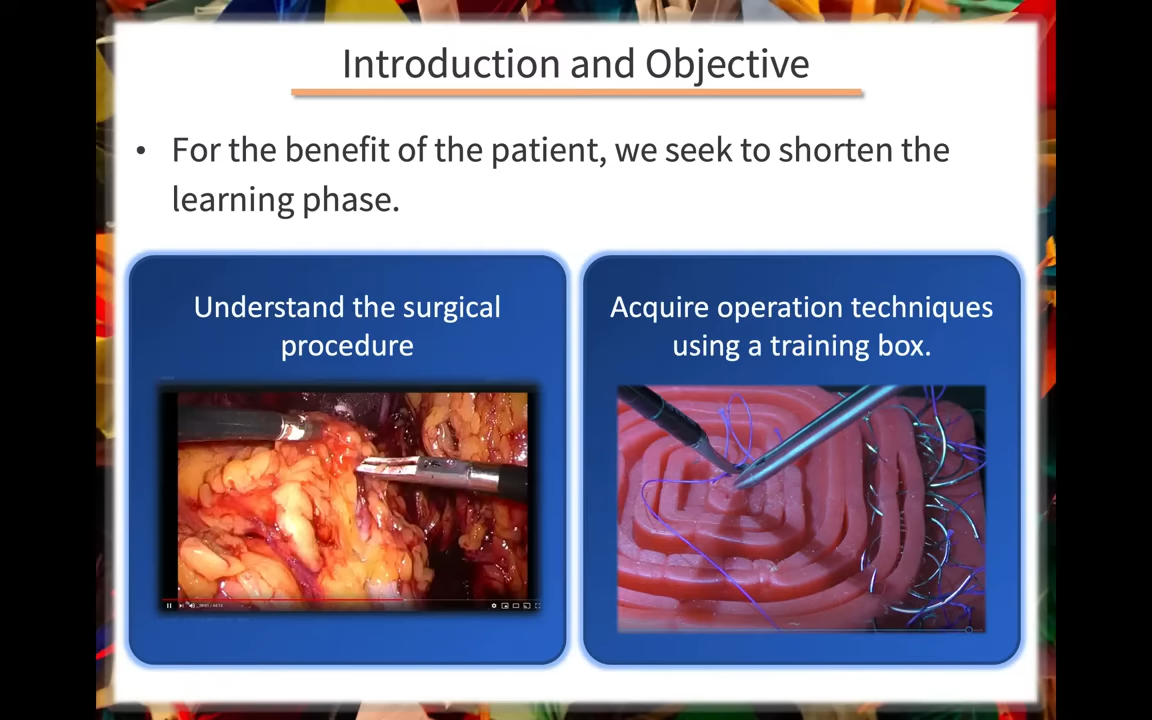 Introduction and Objective
• For the benefit of the patient, we seek to shorten the
learning phase.
Understand the surgical
procedure
Acquire operation techniques
using a training box.